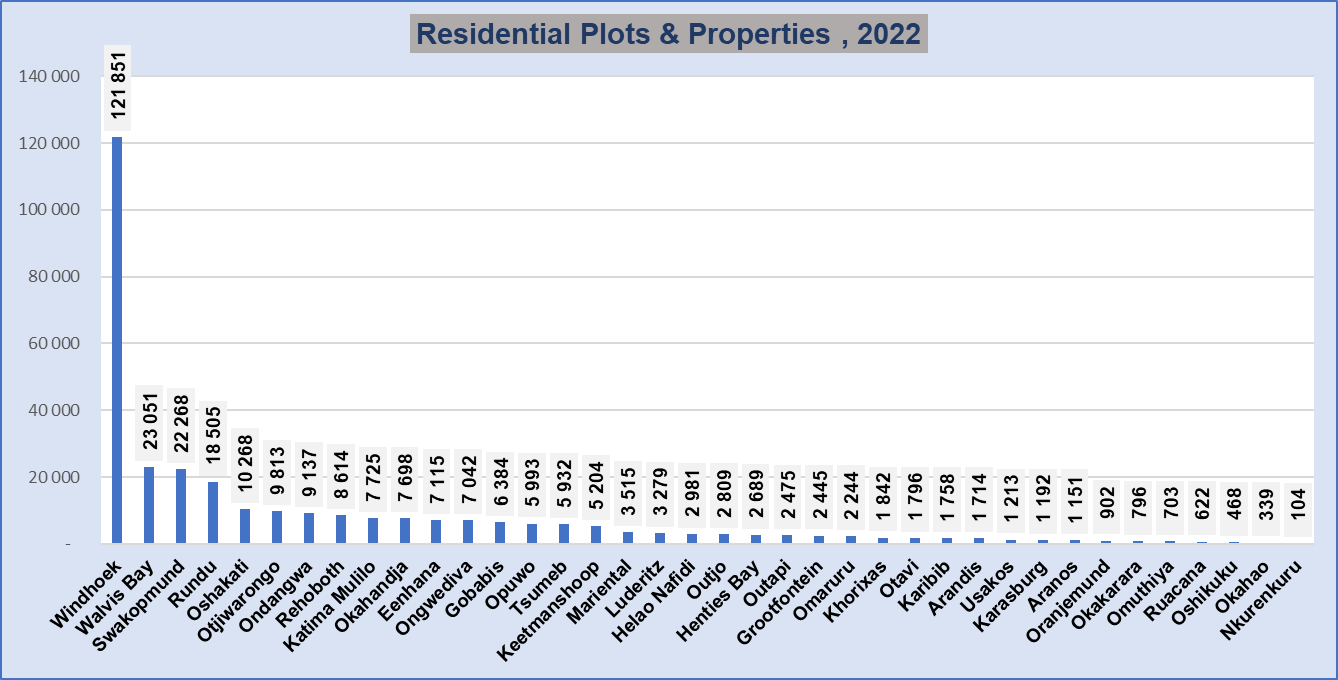 Residential Plots & Properties , 2022
140 000
120 000
100 000
80 000
60 000
40 000
20 000
-
121 851
23 051
22 268
18 505
10 268
9 813
9 137
8 614
7 725
7 698
7 115
7 042
6 384
5 993
5 932
5 204
3 515
3 279
2 981
2 809
2 689
2 475
2 445
2 244
1 842
1 796
1 758
1 714
1 213
1 192
1 151
902
796
703
622
468
339
104
Windhoek
Walvis Bay
Swakopmund
Rundu
Oshakati
Otjiwarongo
Ondangwa
Rehoboth
Katima Mulilo
Okahandja
Eenhana
Ongwediva
Gobabis
Opuwo
Tsumeb
Keetmanshoop
Mariental
Luderitz
Helao Nafidi
Outjo
Henties Bay
Outapi
Grootfontein
Omaruru
Khorixas
Otavi
Karibib
Arandis
Usakos
Karasburg
Aranos
Oranjemund
Okakarara
Omuthiya
Ruacana
Oshikuku
Okahao
Nkurenkuru